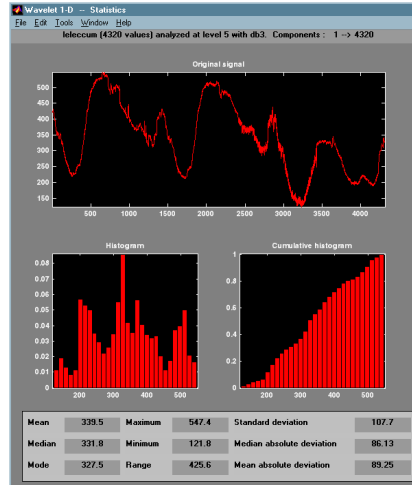 Wavelet 1-D -- Statistics
File Edit Tools Window Help
leleccum (4320 values) analyzed at level 5 with db3. Components : 1 --> 4320
Original signal
500
450
400
350
300
250
200
150
500 1000 1500 2000 2500 3000 3500 4000
Histogram
0.08
0.07
0.06
0.05
0.04
0.03
0.02
0.01
0
200 300 400 500
Cumulative histogram
1
0.8
0.6
0.4
0.2
0
200 300 400 500
Mean 339.5 Maximum 547.4 Standard deviation 107.7
Median 331.8 Minimum 121.8 Median absolute deviation 86.13
Mode 327.5 Range 425.6 Mean absolute deviation 89.25